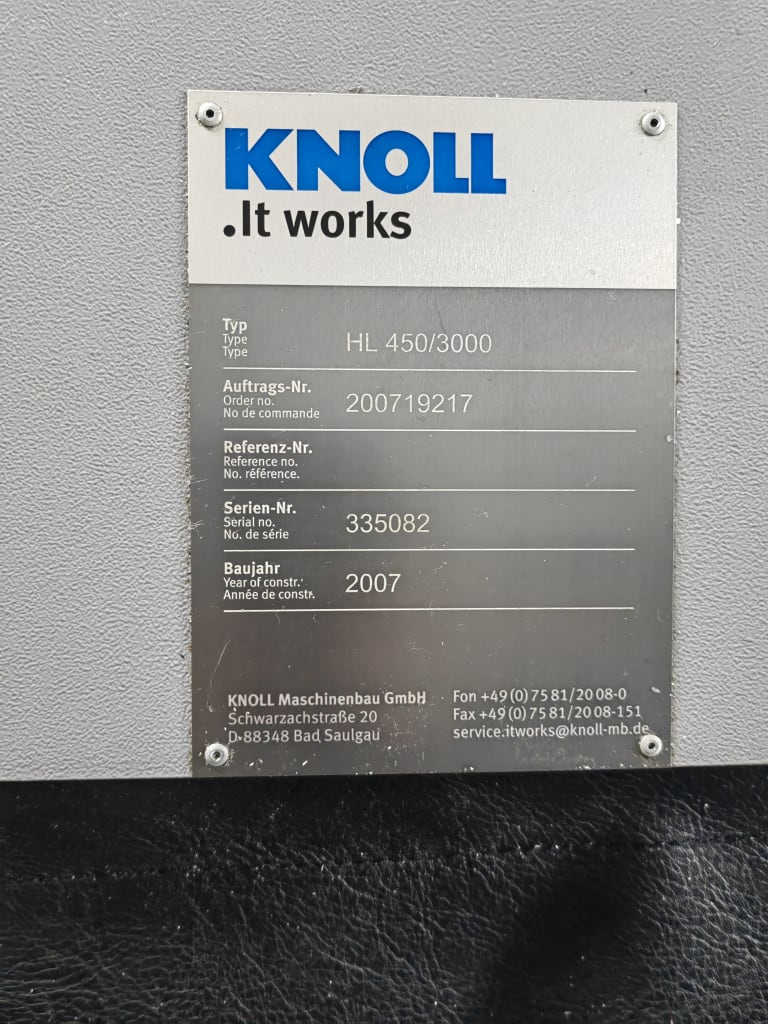 KNOLL
.It works
Typ
Type
Type
HL 450/3000
Auftrags-Nr.
Order no.
No de commande
200719217
Referenz-Nr.
Reference no.
No. référence.
Serien-Nr.
Serial no.
No. de série
335082
Baujahr
Year of constr.
Année de constr.
2007
KNOLL Maschinenbau GmbH
Schwarzachstraße 20
D-88348 Bad Saulgau
Fon +49 (0) 75 81/20 08-0
Fax +49 (0) 75 81/20 08-151
service.itworks@knoll-mb.de